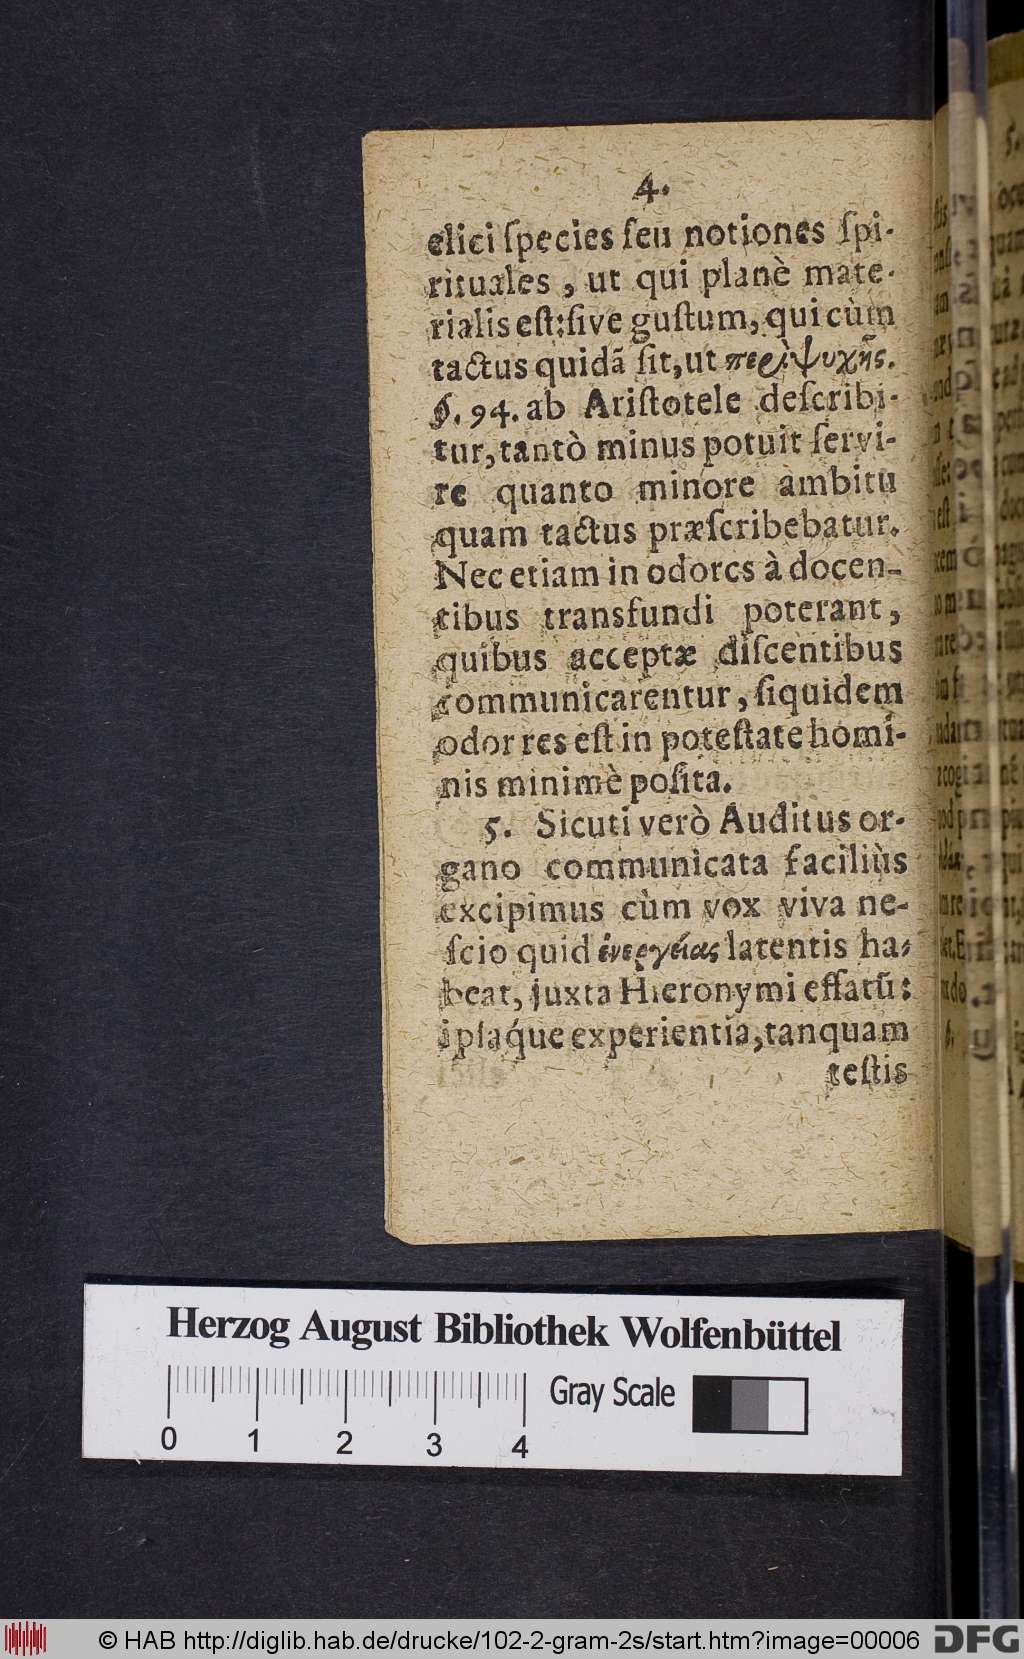 4.
elici ſpecies ſeu notiones ſpi-
rituales , ut qui planè mate-
rialis eſt:ſive guſtum, qui cùm
tactus quidã ſit,ut περὶ ψυχῆς.
§. 94. ab Ariſtotele deſcribi-
tur,tantò minus potuit ſervi-
re quanto minore ambitu
quam tactus præſcribebatur.
Nec etiam in odores à docen-
tibus transfundi poterant,
quibus acceptæ diſcentibus
communicarentur, ſiquidem
odor res eſt in poteſtate homi-
nis minimè poſita.
5. Sicuti verò Auditus or-
gano communicata faciliùs
excipimus cùm vox viva ne-
ſcio quid ἐνεργείας latentis ha-
beat, juxta Hieronymi effatũ:
ipſaq́ue experientia,tanquam
teſtis
Herzog August Bibliothek Wolfenbüttel
Gray Scale
0 1 2 3 4
© HAB http://diglib.hab.de/drucke/102-2-gram-2s/start.htm?image=00006 DFG